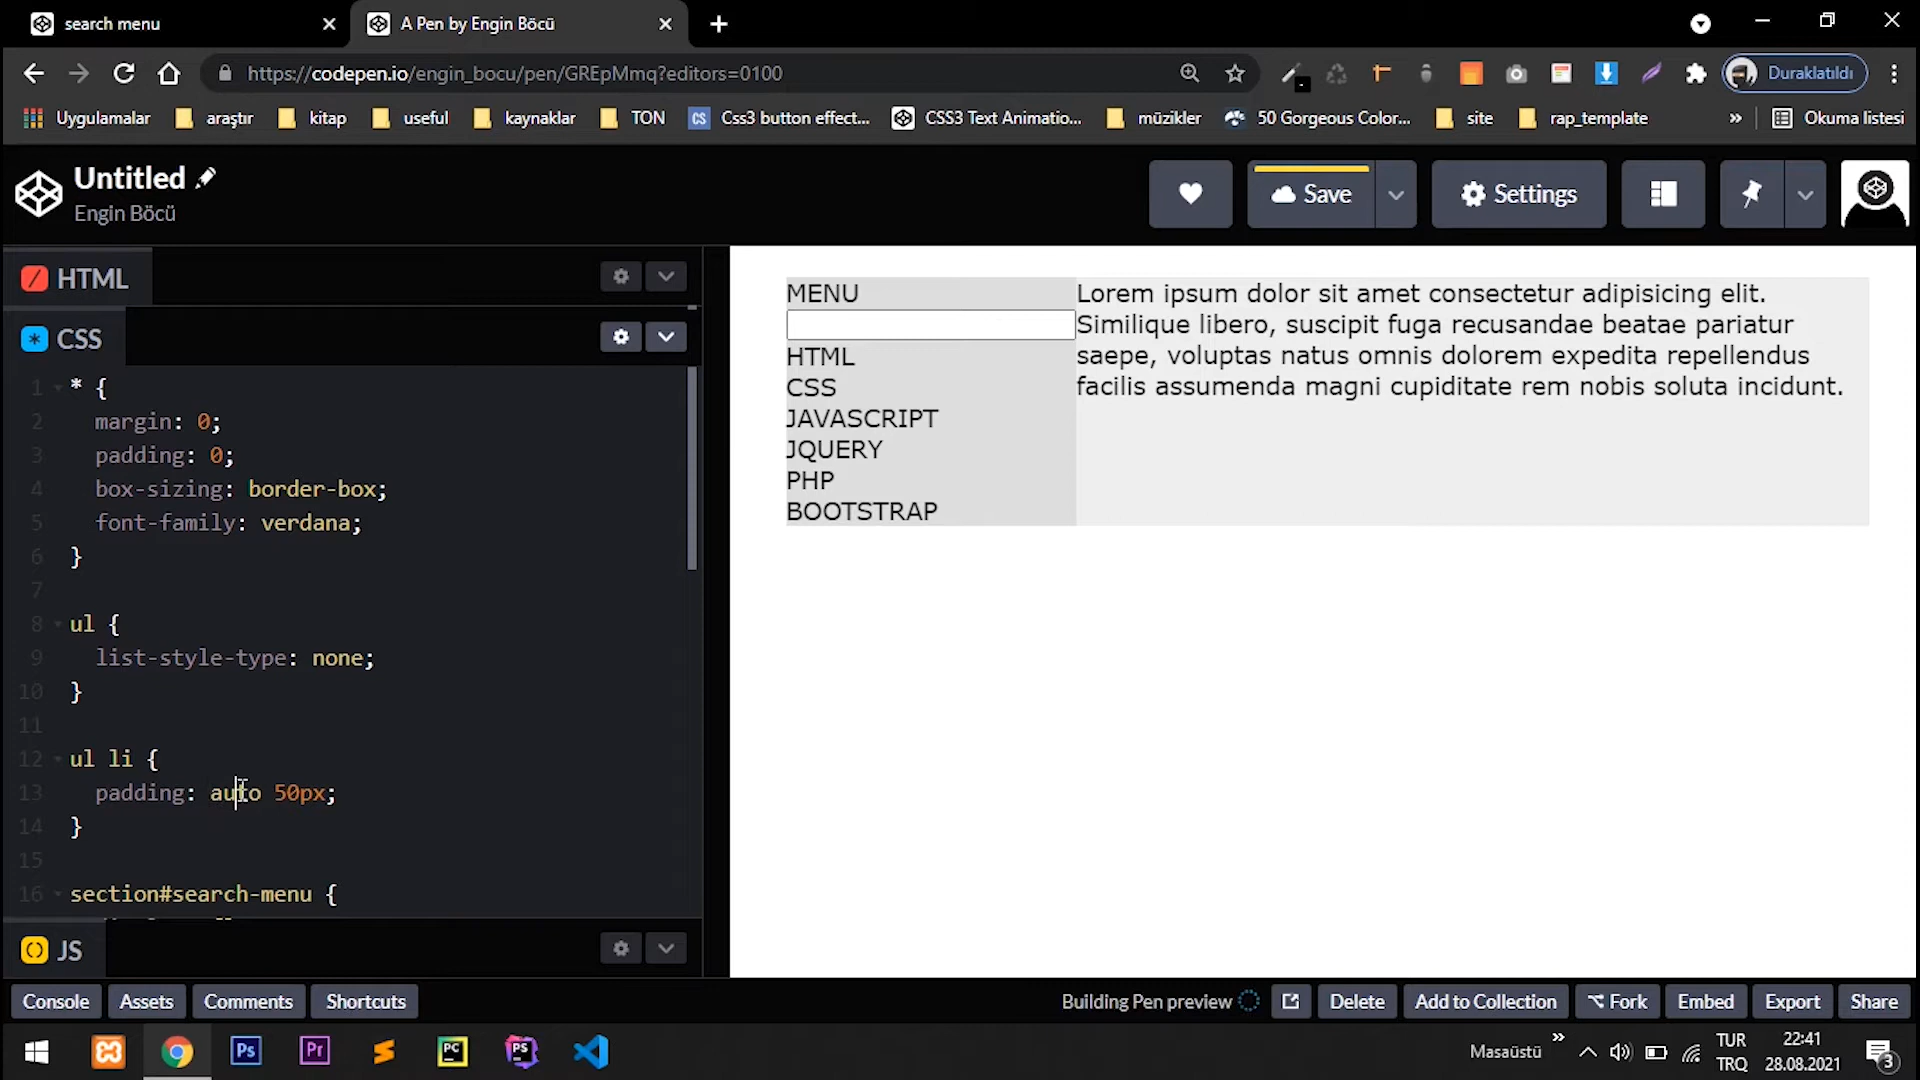 search menu
A Pen by Engin Böcü
https://codepen.io/engin_bocu/pen/GREpMmq?editors=0100
Duraklatıldı
Uygulamalar
araştır
kitap
useful
kaynaklar
TON
CS
Css3 button effect...
CSS3 Text Animatio...
müzikler
50 Gorgeous Color...
site
rap_template
»
Okuma listesi
Untitled
Engin Böcü
Save
Settings
HTML
CSS
1 * {
2 margin: 0;
3 padding: 0;
4 box-sizing: border-box;
5 font-family: verdana;
6 }
7
8 ul {
9 list-style-type: none;
10 }
11
12 ul li {
13 padding: auto 50px;
14 }
15
16 section#search-menu {
JS
MENU
HTML
CSS
JAVASCRIPT
JQUERY
PHP
BOOTSTRAP
Lorem ipsum dolor sit amet consectetur adipisicing elit.
Similique libero, suscipit fuga recusandae beatae pariatur
saepe, voluptas natus omnis dolorem expedita repellendus
facilis assumenda magni cupiditate rem nobis soluta incidunt.
Console
Assets
Comments
Shortcuts
Building Pen preview
Delete
Add to Collection
Fork
Embed
Export
Share
Ps
Pr
PC
PS
Masaüstü
»
TUR
TRQ
22:41
28.08.2021
3